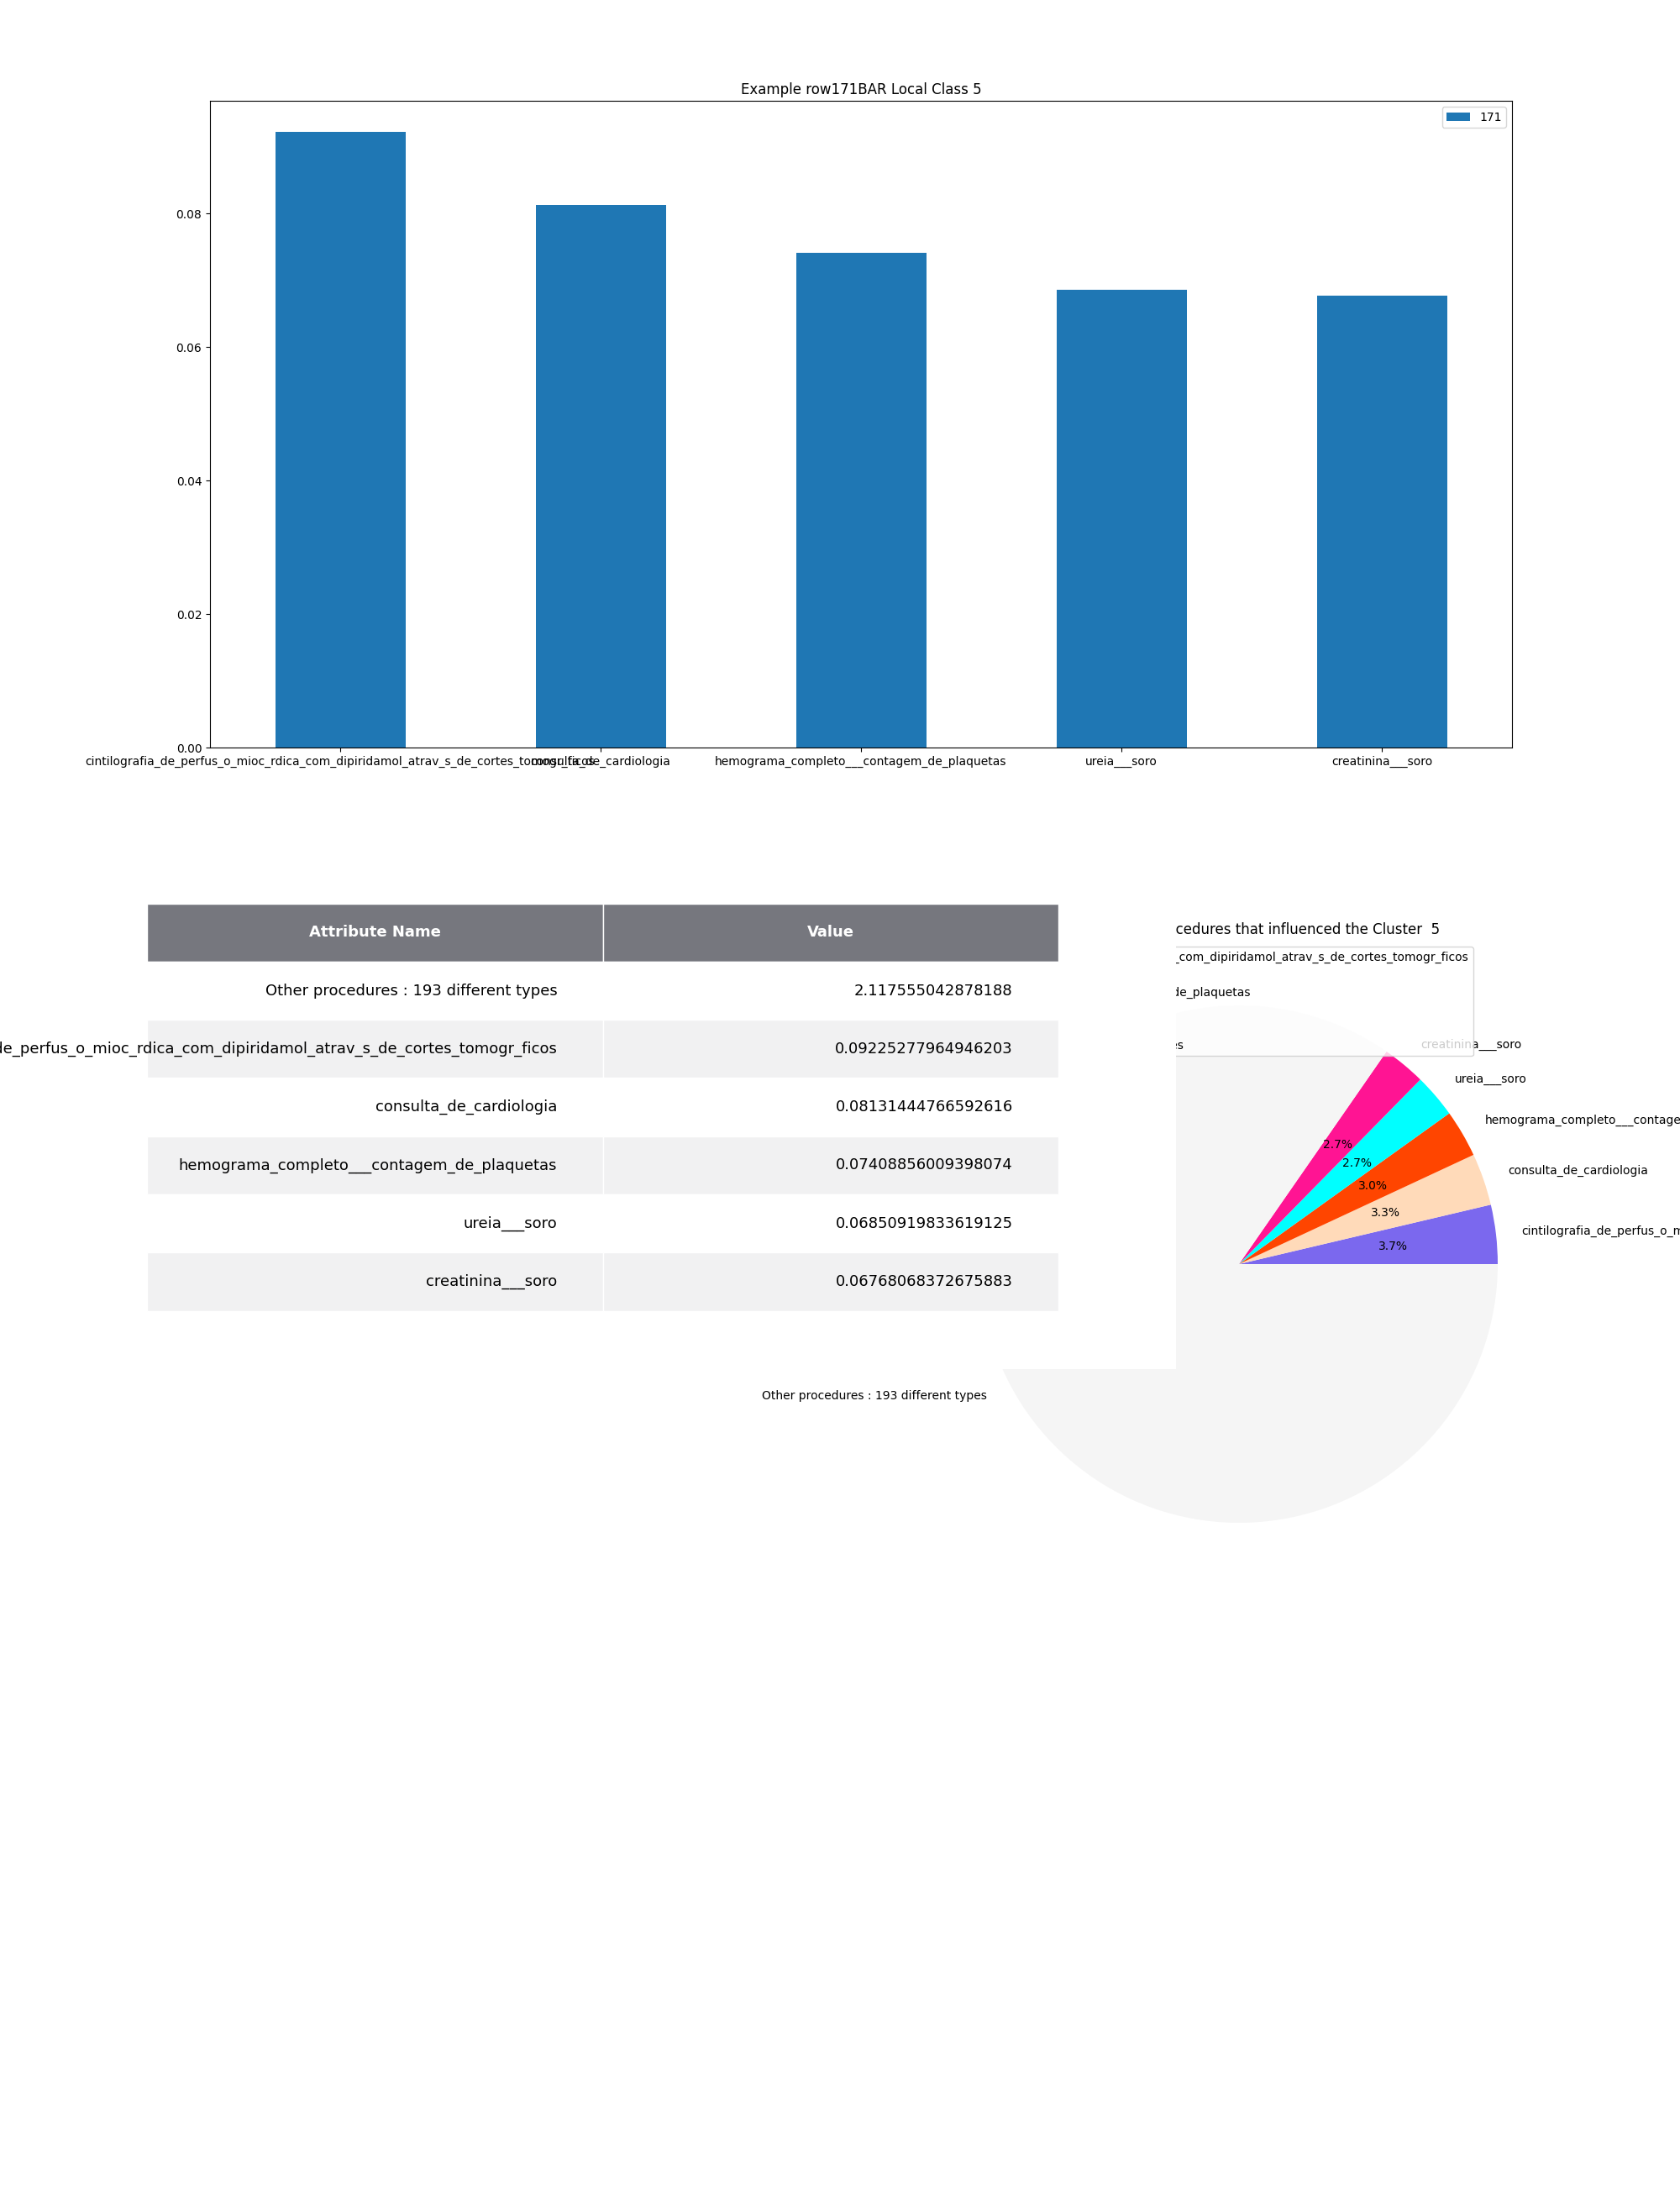 Example row171BAR Local Class 5
171
0.08
0.06
0.04
0.02
0.00
cintilografia_de_perfus_o_mioc_rdica_com_dipiridamol_atrav_s_de_cortes_tomogr_ficos
consulta_de_cardiologia
hemograma_completo___contagem_de_plaquetas
ureia___soro
creatinina___soro
Attribute Name Value
Other procedures : 193 different types 2.117555042878188
de_perfus_o_mioc_rdica_com_dipiridamol_atrav_s_de_cortes_tomogr_ficos 0.09225277964946203
consulta_de_cardiologia 0.08131444766592616
hemograma_completo___contagem_de_plaquetas 0.07408856009398074
ureia___soro 0.06850919833619125
creatinina___soro 0.06768068372675883
cedures that influenced the Cluster 5
_com_dipiridamol_atrav_s_de_cortes_tomogr_ficos
de_plaquetas
es
creatinina___soro
ureia___soro
hemograma_completo___contage
consulta_de_cardiologia
cintilografia_de_perfus_o_m
2.7%
2.7%
3.0%
3.3%
3.7%
Other procedures : 193 different types